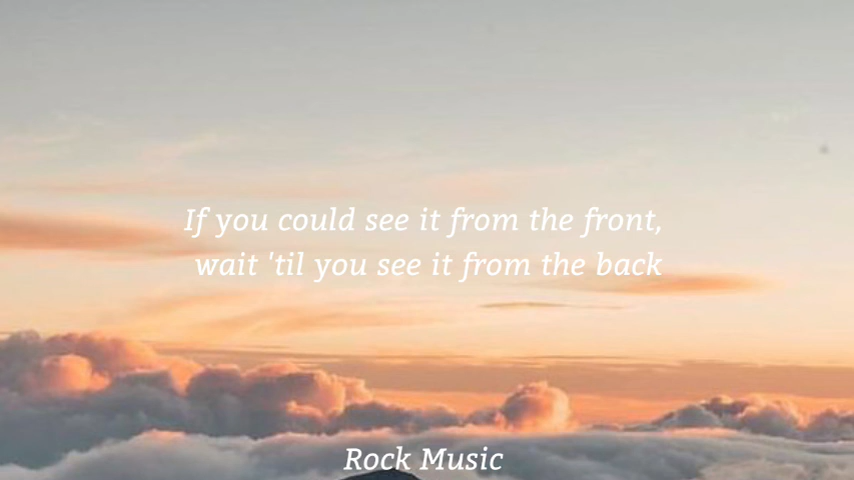 If you could see it from the front,
wait 'til you see it from the back
Rock Music